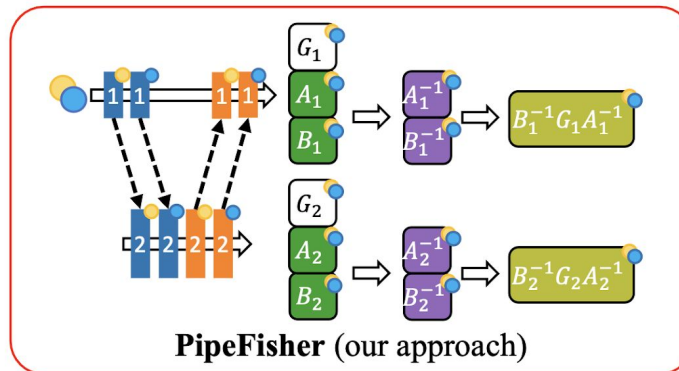 G₁
1 1 1 1
A₁
A₁⁻¹
B₁⁻¹G₁A₁⁻¹
B₁
B₁⁻¹
G₂
2 2 2 2
A₂
A₂⁻¹
B₂⁻¹G₂A₂⁻¹
B₂
B₂⁻¹
PipeFisher (our approach)